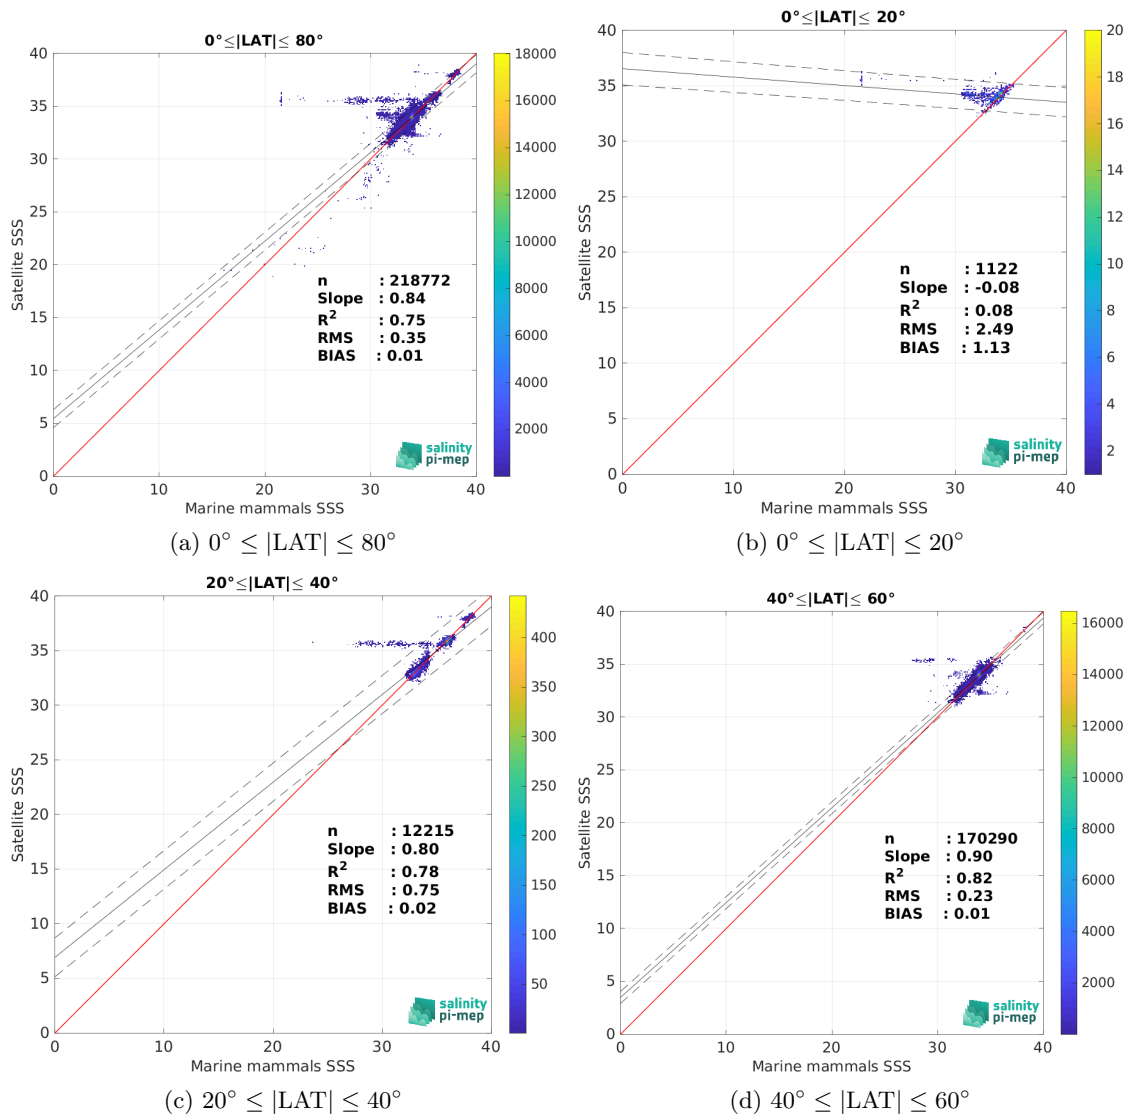 0°≤|LAT|≤ 80°
40
35
30
25
20
15
10
5
0
Satellite SSS
n : 218772
Slope : 0.84
R² : 0.75
RMS : 0.35
BIAS : 0.01
salinity
pi-mep
0 10 20 30 40
Marine mammals SSS
18000
16000
14000
12000
10000
8000
6000
4000
2000
(a) 0° ≤ |LAT| ≤ 80°
0°≤|LAT|≤ 20°
40
35
30
25
20
15
10
5
0
Satellite SSS
n : 1122
Slope : -0.08
R² : 0.08
RMS : 2.49
BIAS : 1.13
salinity
pi-mep
0 10 20 30 40
Marine mammals SSS
20
18
16
14
12
10
8
6
4
2
(b) 0° ≤ |LAT| ≤ 20°
20°≤|LAT|≤ 40°
40
35
30
25
20
15
10
5
0
Satellite SSS
n : 12215
Slope : 0.80
R² : 0.78
RMS : 0.75
BIAS : 0.02
salinity
pi-mep
0 10 20 30 40
Marine mammals SSS
400
350
300
250
200
150
100
50
(c) 20° ≤ |LAT| ≤ 40°
40°≤|LAT|≤ 60°
40
35
30
25
20
15
10
5
0
Satellite SSS
n : 170290
Slope : 0.90
R² : 0.82
RMS : 0.23
BIAS : 0.01
salinity
pi-mep
0 10 20 30 40
Marine mammals SSS
16000
14000
12000
10000
8000
6000
4000
2000
(d) 40° ≤ |LAT| ≤ 60°